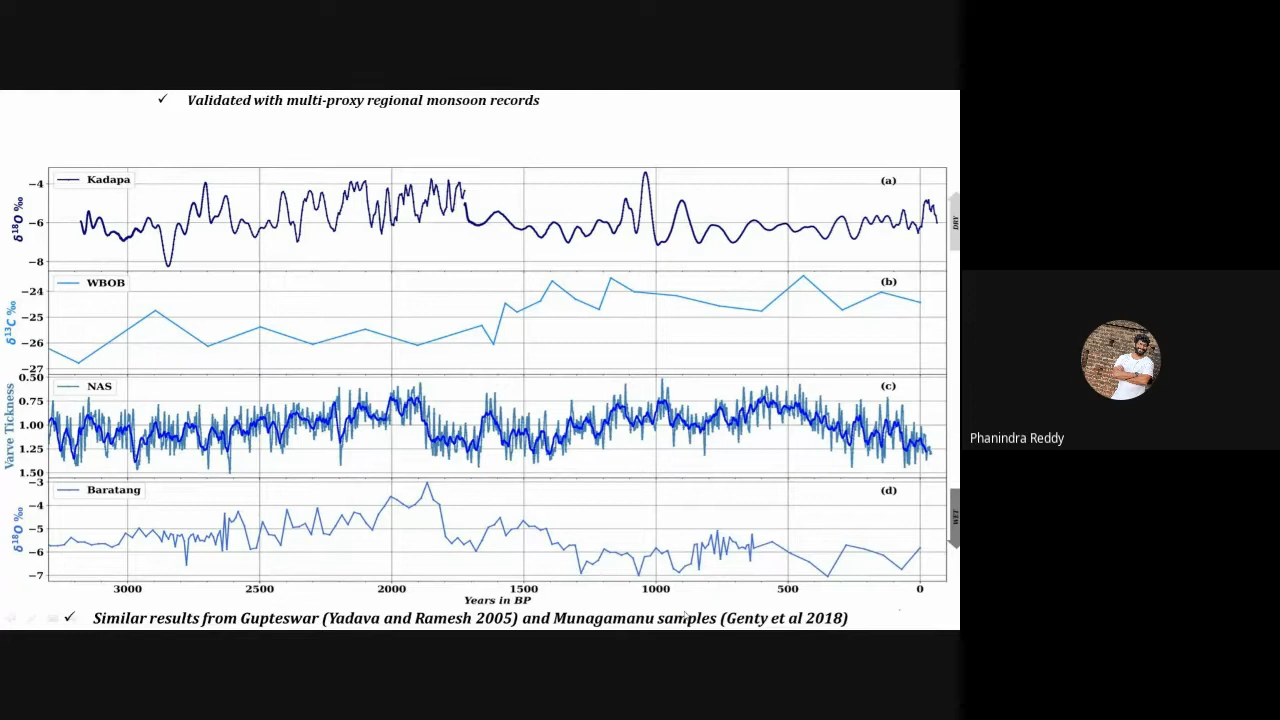 ✓ Validated with multi-proxy regional monsoon records
Kadapa
(a)
−4
−6
−8
δ18O ‰
DRY
WBOB
(b)
−24
−25
−26
−27
δ13C ‰
NAS
(c)
0.50
0.75
1.00
1.25
1.50
Varve Tickness
Baratang
(d)
−3
−4
−5
−6
−7
δ18O ‰
WET
3000 2500 2000 1500 1000 500 0
Years in BP
✓ Similar results from Gupteswar (Yadava and Ramesh 2005) and Munagamanu samples (Genty et al 2018)
Phanindra Reddy